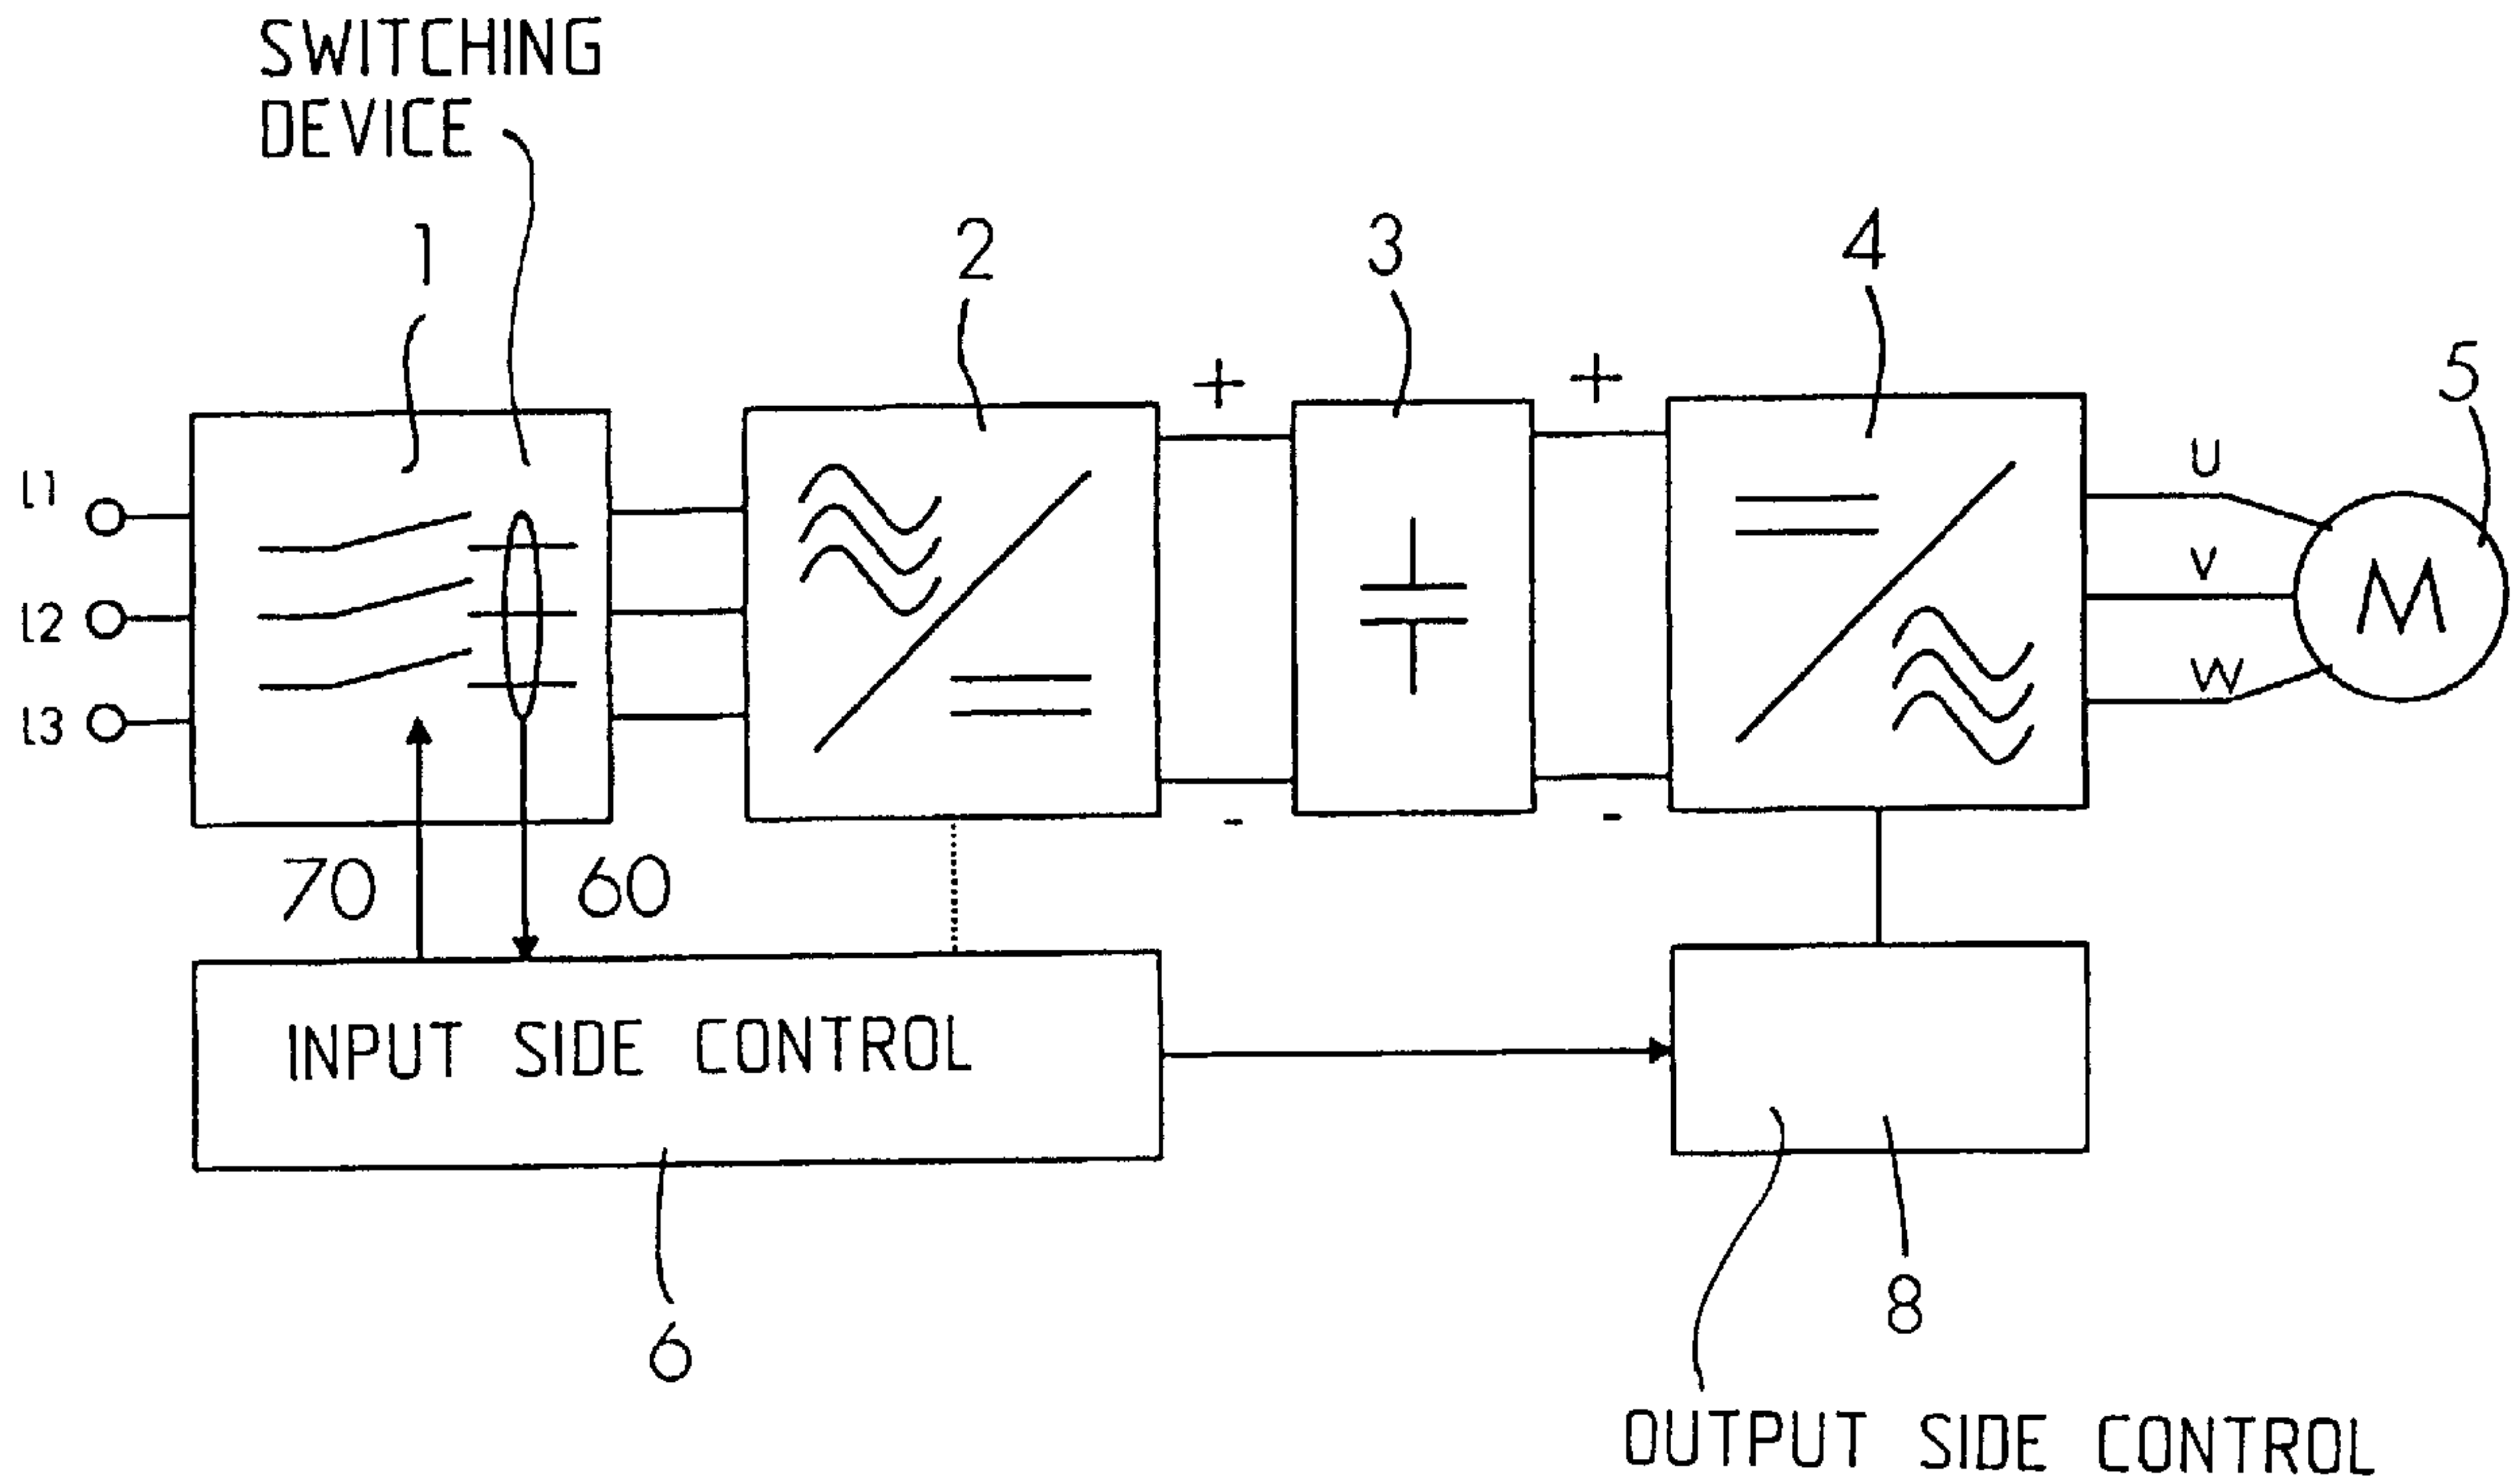 SWITCHING
DEVICE
1
2
3
4
5
+
+
L1
L2
L3
U
V
W
M
-
-
70
60
INPUT SIDE CONTROL
6
8
OUTPUT SIDE CONTROL